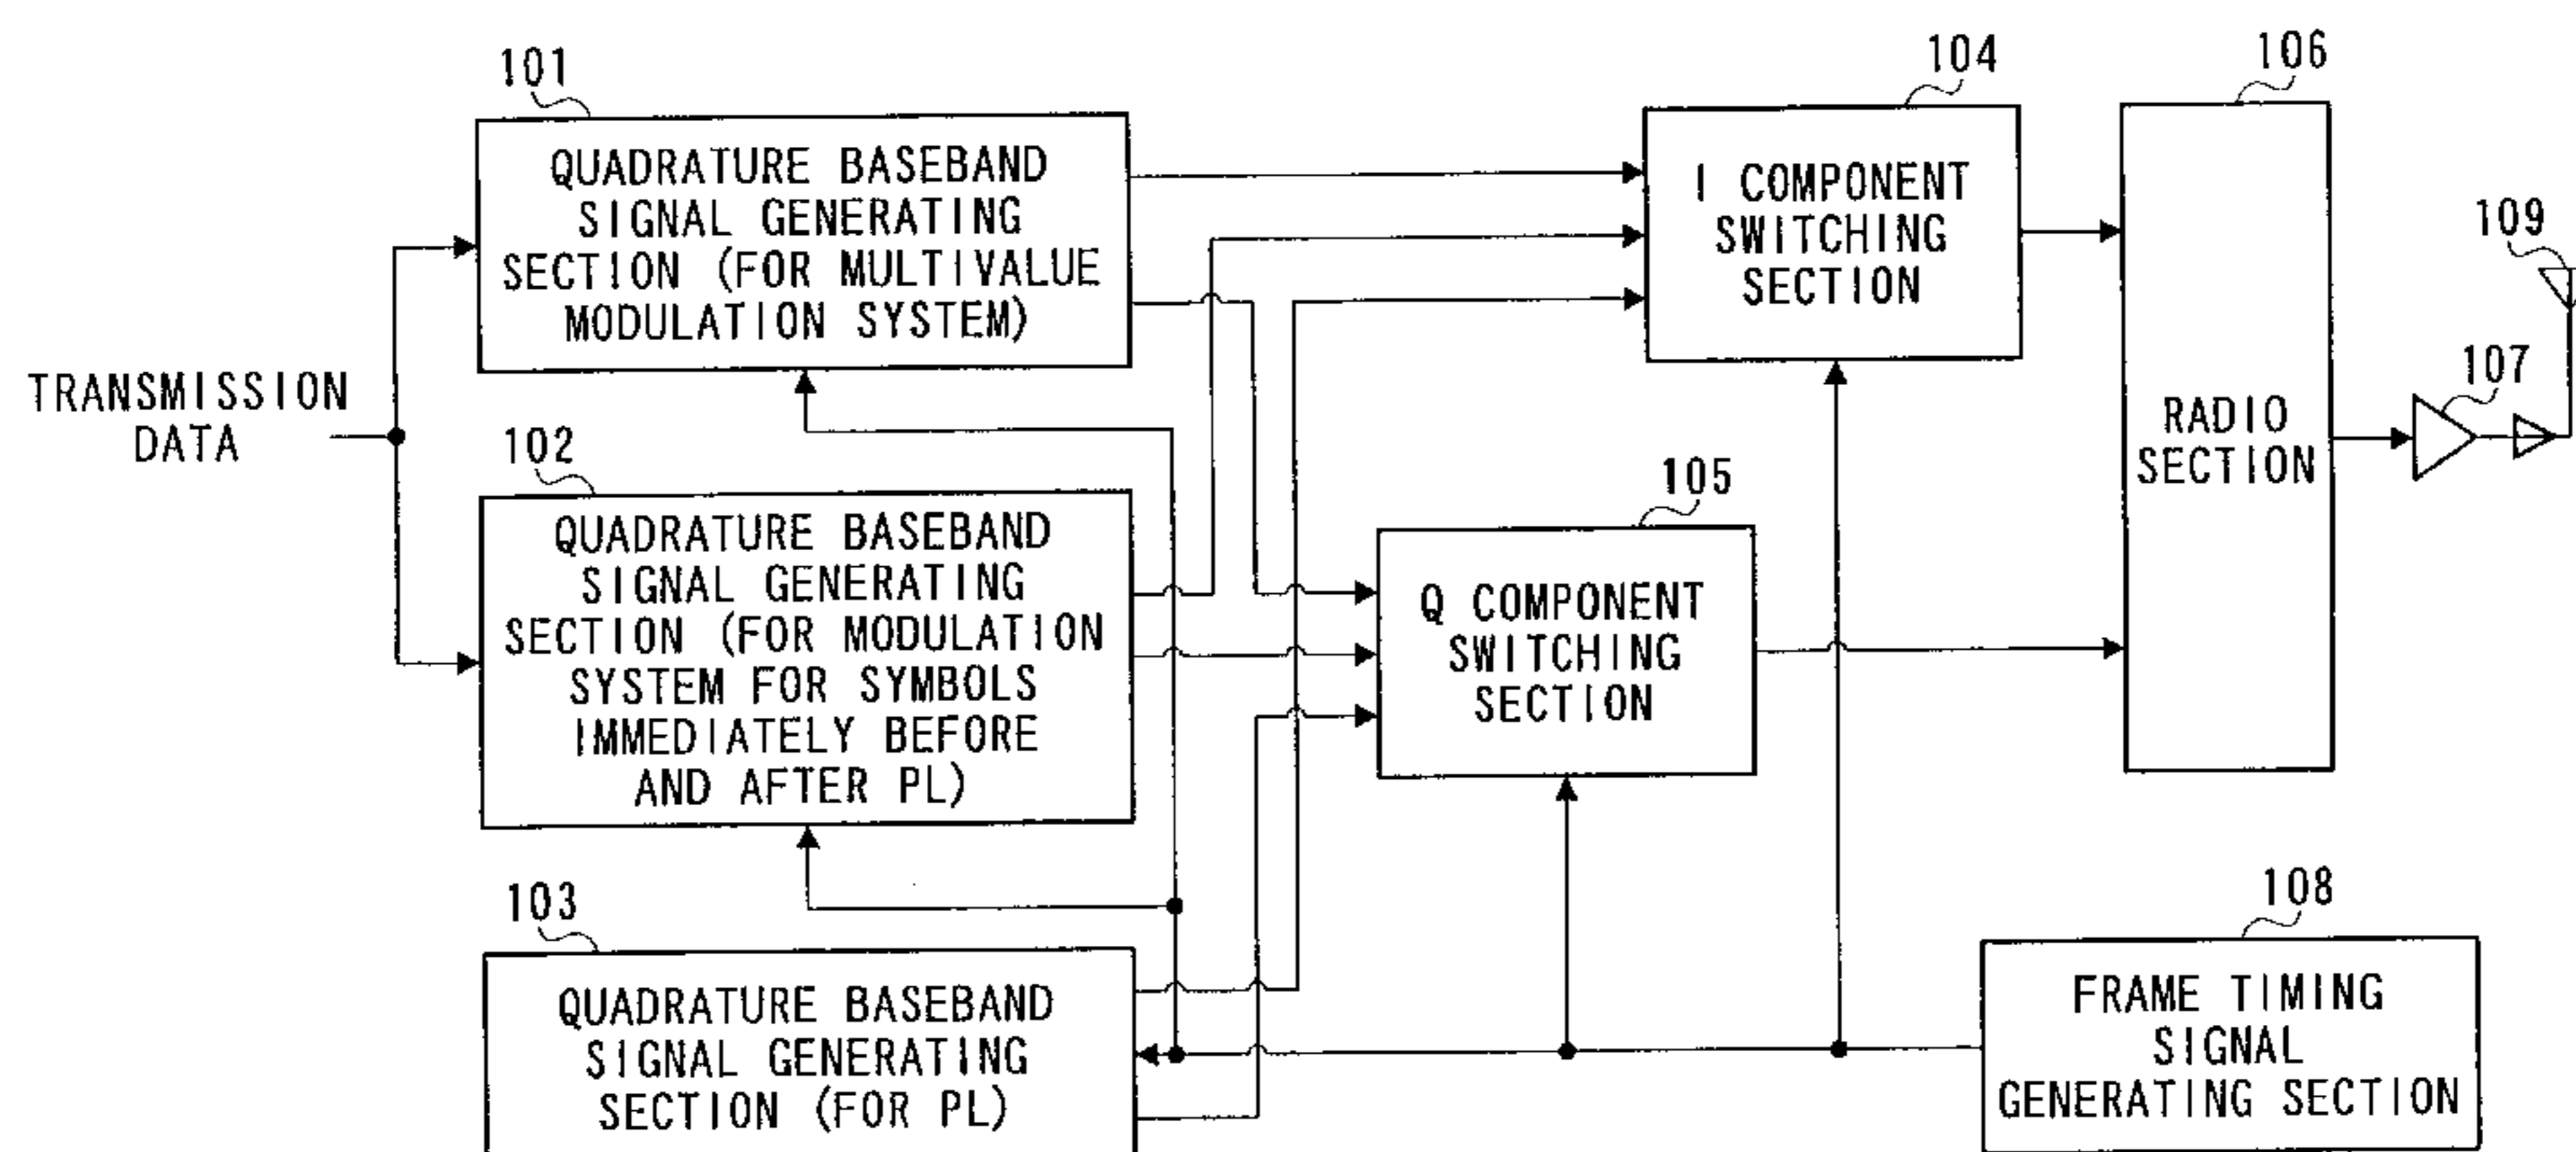 101
QUADRATURE BASEBAND
SIGNAL GENERATING
SECTION (FOR MULTIVALUE
MODULATION SYSTEM)
104
I COMPONENT
SWITCHING
SECTION
106
RADIO
SECTION
109
107
TRANSMISSION
DATA
102
QUADRATURE BASEBAND
SIGNAL GENERATING
SECTION (FOR MODULATION
SYSTEM FOR SYMBOLS
IMMEDIATELY BEFORE
AND AFTER PL)
105
Q COMPONENT
SWITCHING
SECTION
103
QUADRATURE BASEBAND
SIGNAL GENERATING
SECTION (FOR PL)
108
FRAME TIMING
SIGNAL
GENERATING SECTION